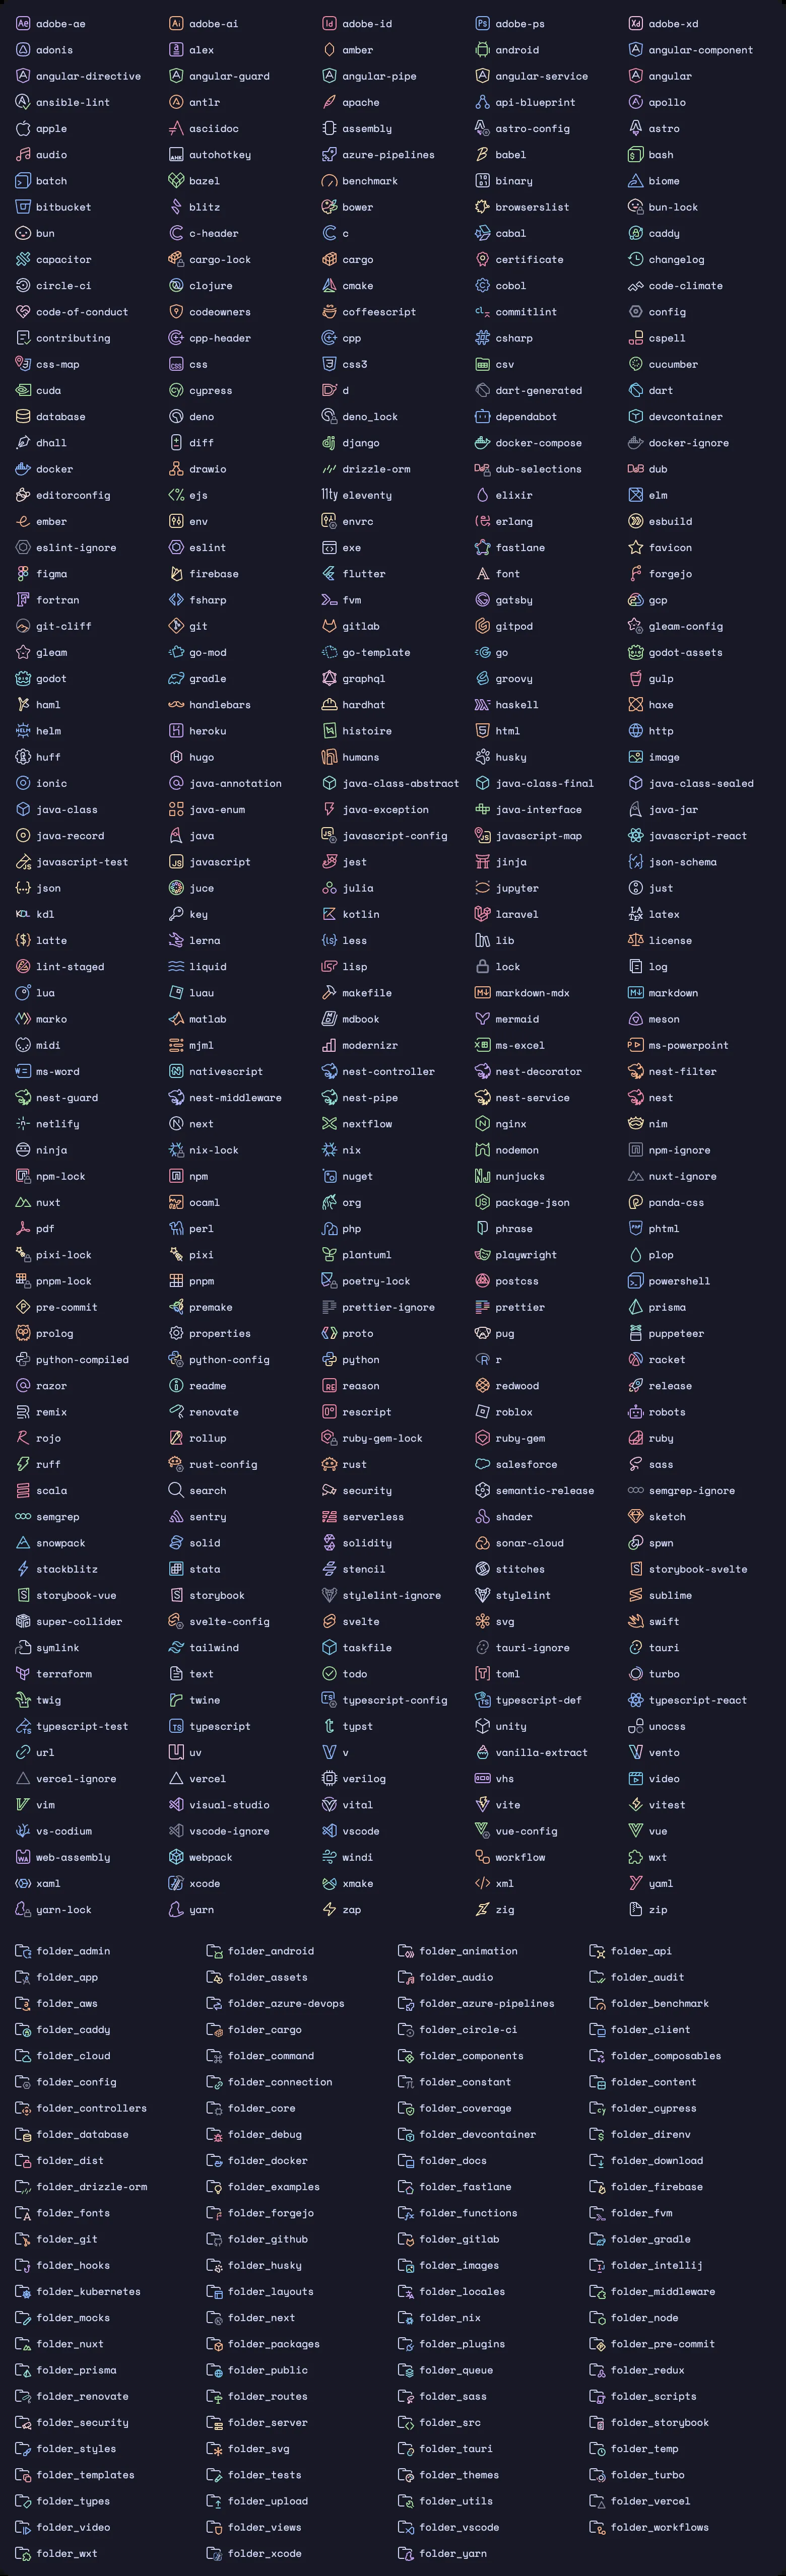 adobe-ae adobe-ai adobe-id adobe-ps adobe-xd
adonis alex amber android angular-component
angular-directive angular-guard angular-pipe angular-service angular
ansible-lint antlr apache api-blueprint apollo
apple asciidoc assembly astro-config astro
audio autohotkey azure-pipelines babel bash
batch bazel benchmark binary biome
bitbucket blitz bower browserslist bun-lock
bun c-header c cabal caddy
capacitor cargo-lock cargo certificate changelog
circle-ci clojure cmake cobol code-climate
code-of-conduct codeowners coffeescript commitlint config
contributing cpp-header cpp csharp cspell
css-map css css3 csv cucumber
cuda cypress d dart-generated dart
database deno deno_lock dependabot devcontainer
dhall diff django docker-compose docker-ignore
docker drawio drizzle-orm dub-selections dub
editorconfig ejs eleventy elixir elm
ember env envrc erlang esbuild
eslint-ignore eslint exe fastlane favicon
figma firebase flutter font forgejo
fortran fsharp fvm gatsby gcp
git-cliff git gitlab gitpod gleam-config
gleam go-mod go-template go godot-assets
godot gradle graphql groovy gulp
haml handlebars hardhat haskell haxe
helm heroku histoire html http
huff hugo humans husky image
ionic java-annotation java-class-abstract java-class-final java-class-sealed
java-class java-enum java-exception java-interface java-jar
java-record java javascript-config javascript-map javascript-react
javascript-test javascript jest jinja json-schema
json juce julia jupyter just
kdl key kotlin laravel latex
latte lerna less lib license
lint-staged liquid lisp lock log
lua luau makefile markdown-mdx markdown
marko matlab mdbook mermaid meson
midi mjml modernizr ms-excel ms-powerpoint
ms-word nativescript nest-controller nest-decorator nest-filter
nest-guard nest-middleware nest-pipe nest-service nest
netlify next nextflow nginx nim
ninja nix-lock nix nodemon npm-ignore
npm-lock npm nuget nunjucks nuxt-ignore
nuxt ocaml org package-json panda-css
pdf perl php phrase phtml
pixi-lock pixi plantuml playwright plop
pnpm-lock pnpm poetry-lock postcss powershell
pre-commit premake prettier-ignore prettier prisma
prolog properties proto pug puppeteer
python-compiled python-config python r racket
razor readme reason redwood release
remix renovate rescript roblox robots
rojo rollup ruby-gem-lock ruby-gem ruby
ruff rust-config rust salesforce sass
scala search security semantic-release semgrep-ignore
semgrep sentry serverless shader sketch
snowpack solid solidity sonar-cloud spwn
stackblitz stata stencil stitches storybook-svelte
storybook-vue storybook stylelint-ignore stylelint sublime
super-collider svelte-config svelte svg swift
symlink tailwind taskfile tauri-ignore tauri
terraform text todo toml turbo
twig twine typescript-config typescript-def typescript-react
typescript-test typescript typst unity unocss
url uv v vanilla-extract vento
vercel-ignore vercel verilog vhs video
vim visual-studio vital vite vitest
vs-codium vscode-ignore vscode vue-config vue
web-assembly webpack windi workflow wxt
xaml xcode xmake xml yaml
yarn-lock yarn zap zig zip
folder_admin folder_android folder_animation folder_api
folder_app folder_assets folder_audio folder_audit
folder_aws folder_azure-devops folder_azure-pipelines folder_benchmark
folder_caddy folder_cargo folder_circle-ci folder_client
folder_cloud folder_command folder_components folder_composables
folder_config folder_connection folder_constant folder_content
folder_controllers folder_core folder_coverage folder_cypress
folder_database folder_debug folder_devcontainer folder_direnv
folder_dist folder_docker folder_docs folder_download
folder_drizzle-orm folder_examples folder_fastlane folder_firebase
folder_fonts folder_forgejo folder_functions folder_fvm
folder_git folder_github folder_gitlab folder_gradle
folder_hooks folder_husky folder_images folder_intellij
folder_kubernetes folder_layouts folder_locales folder_middleware
folder_mocks folder_next folder_nix folder_node
folder_nuxt folder_packages folder_plugins folder_pre-commit
folder_prisma folder_public folder_queue folder_redux
folder_renovate folder_routes folder_sass folder_scripts
folder_security folder_server folder_src folder_storybook
folder_styles folder_svg folder_tauri folder_temp
folder_templates folder_tests folder_themes folder_turbo
folder_types folder_upload folder_utils folder_vercel
folder_video folder_views folder_vscode folder_workflows
folder_wxt folder_xcode folder_yarn